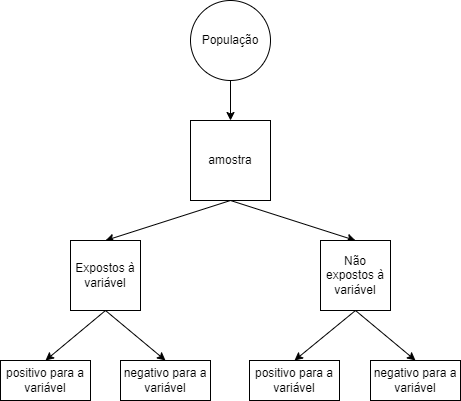 População
amostra
Expostos à
variável
Não
expostos à
variável
positivo para a
variável
negativo para a
variável
positivo para a
variável
negativo para a
variável